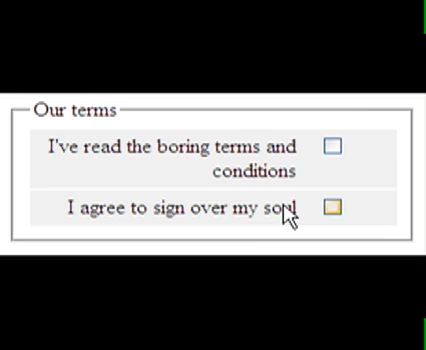 Our terms
I've read the boring terms and
conditions
I agree to sign over my soul